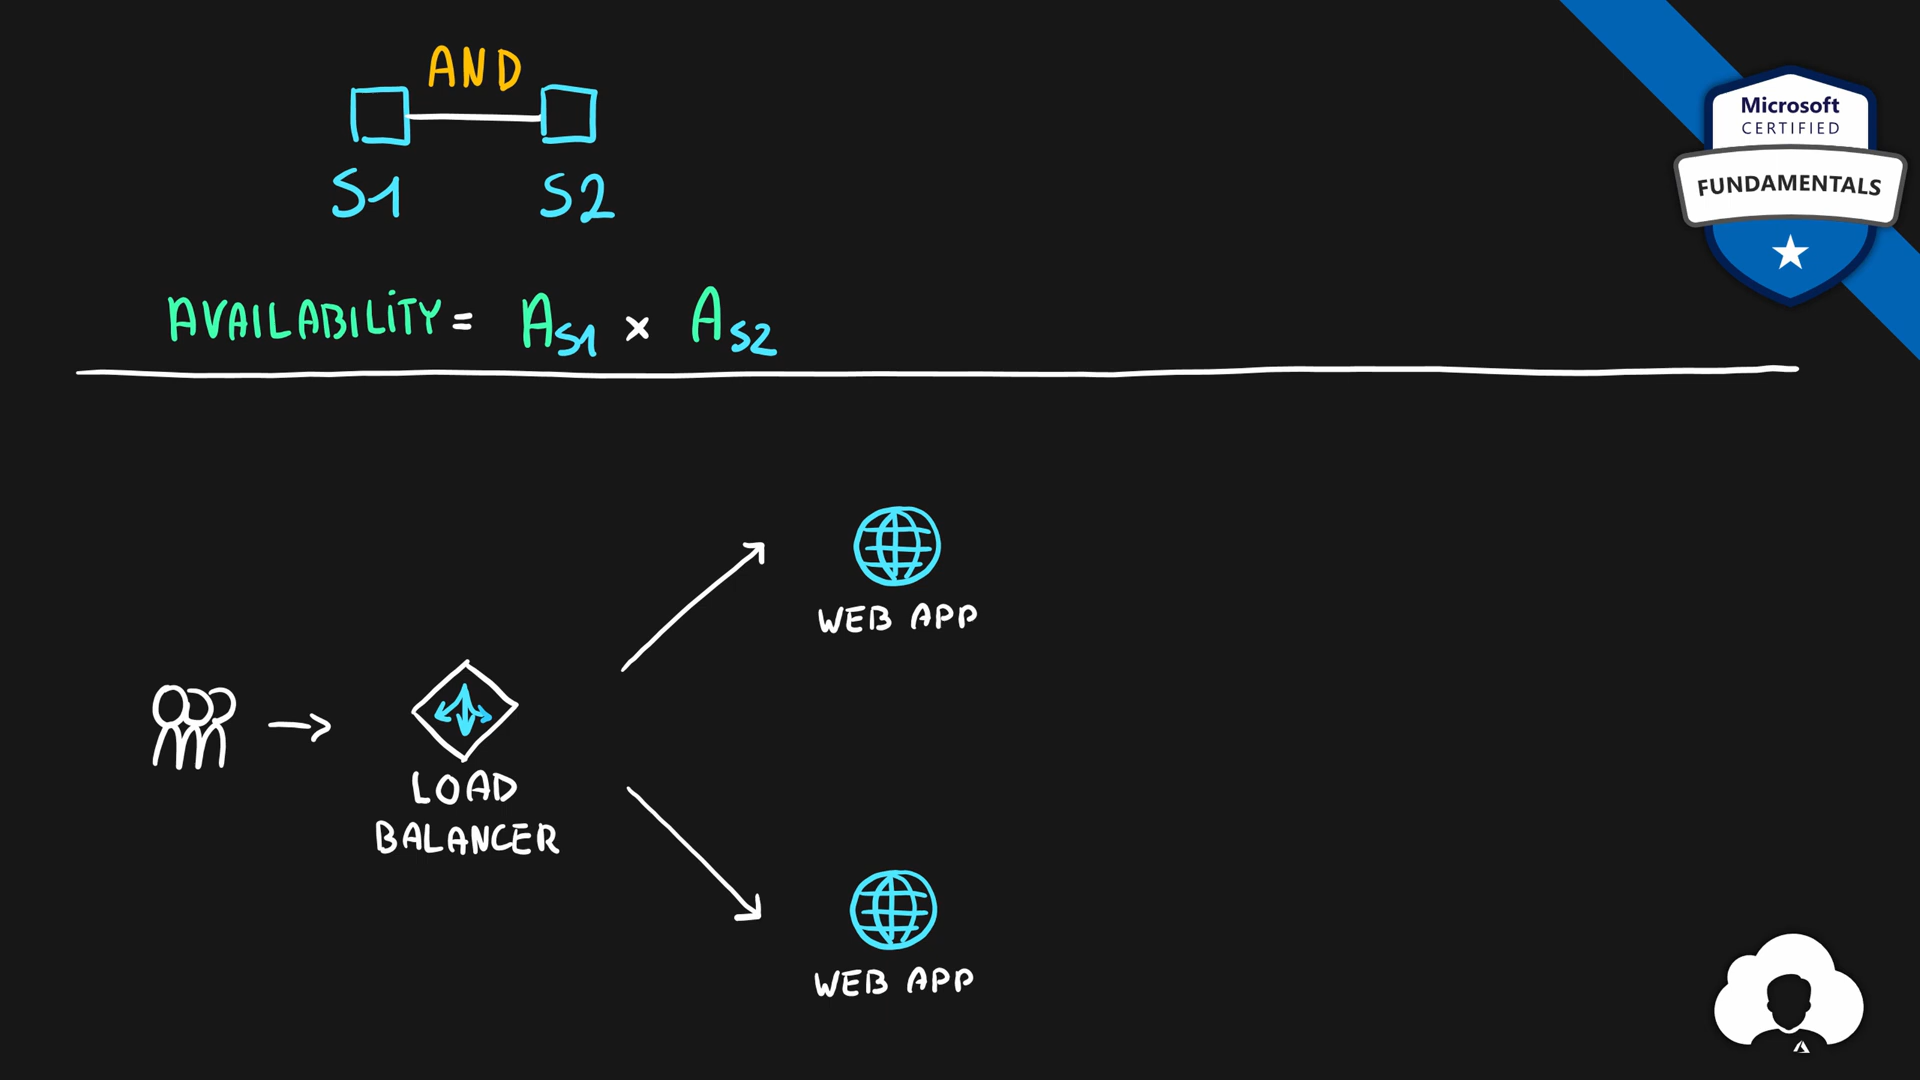 AND
S1 S2
AVAILABILITY = AS1 × AS2
WEB APP
LOAD
BALANCER
WEB APP
Microsoft
CERTIFIED
FUNDAMENTALS